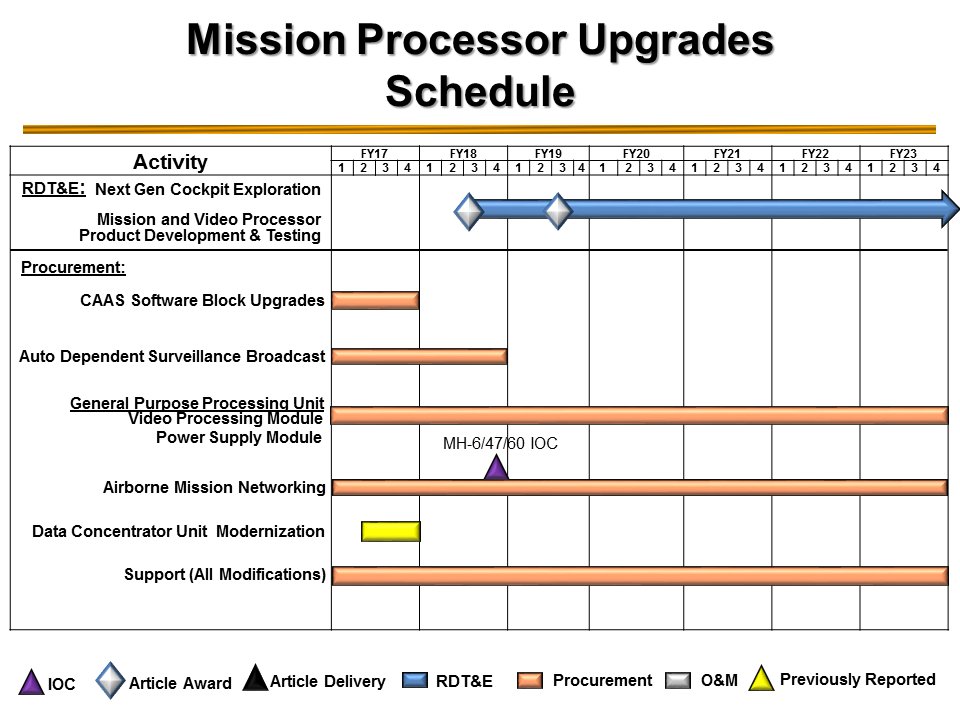 Mission Processor Upgrades
Schedule
Activity
FY17 FY18 FY19 FY20 FY21 FY22 FY23
1 2 3 4 1 2 3 4 1 2 3 4 1 2 3 4 1 2 3 4 1 2 3 4 1 2 3 4
RDT&E: Next Gen Cockpit Exploration
Mission and Video Processor
Product Development & Testing
Procurement:
CAAS Software Block Upgrades
Auto Dependent Surveillance Broadcast
General Purpose Processing Unit
Video Processing Module
Power Supply Module
MH-6/47/60 IOC
Airborne Mission Networking
Data Concentrator Unit Modernization
Support (All Modifications)
IOC Article Award Article Delivery RDT&E Procurement O&M Previously Reported